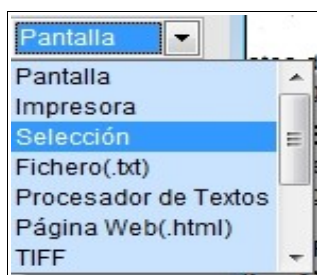 Pantalla
Pantalla
Impresora
Selección
Fichero(.txt)
Procesador de Textos
Página Web(.html)
TIFF